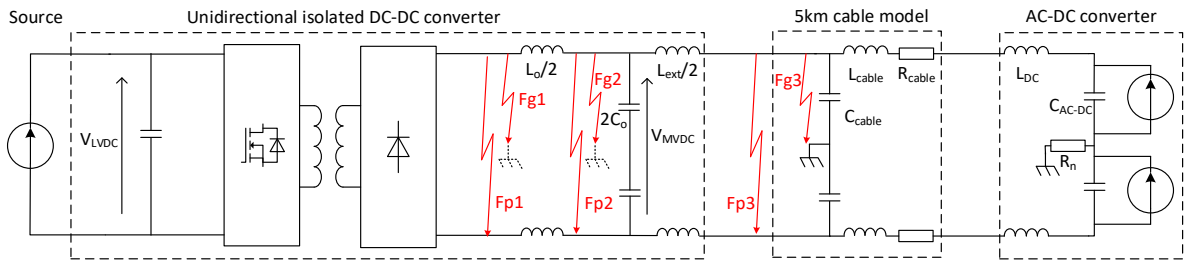 Source
Unidirectional isolated DC-DC converter
5km cable model
AC-DC converter
V_LVDC
Fg1
Fp1
L_o/2
Fg2
Fp2
2C_o
L_ext/2
V_MVDC
Fp3
Fg3
C_cable
L_cable
R_cable
L_DC
C_AC-DC
R_n